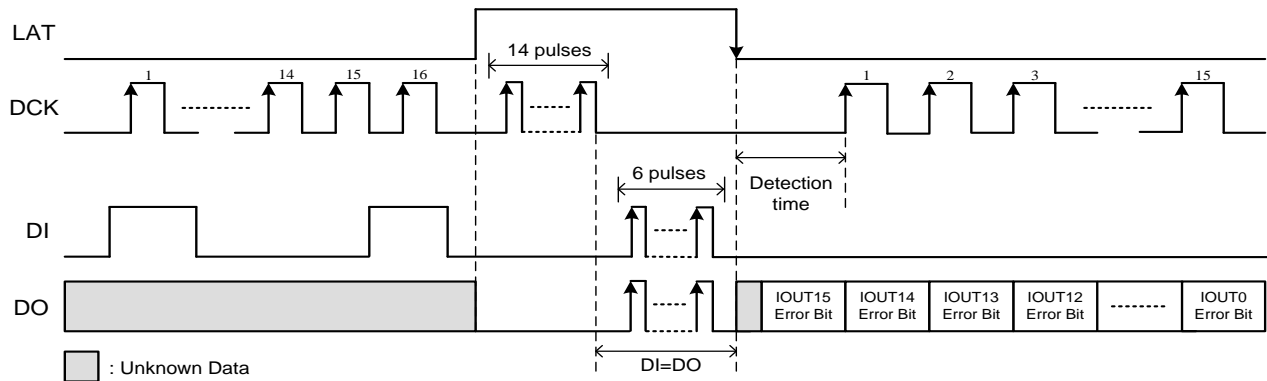 LAT
14 pulses
DCK
1
14
15
16
1
2
3
15
6 pulses
Detection
time
DI
DO
IOUT15
Error Bit
IOUT14
Error Bit
IOUT13
Error Bit
IOUT12
Error Bit
IOUT0
Error Bit
: Unknown Data
DI=DO